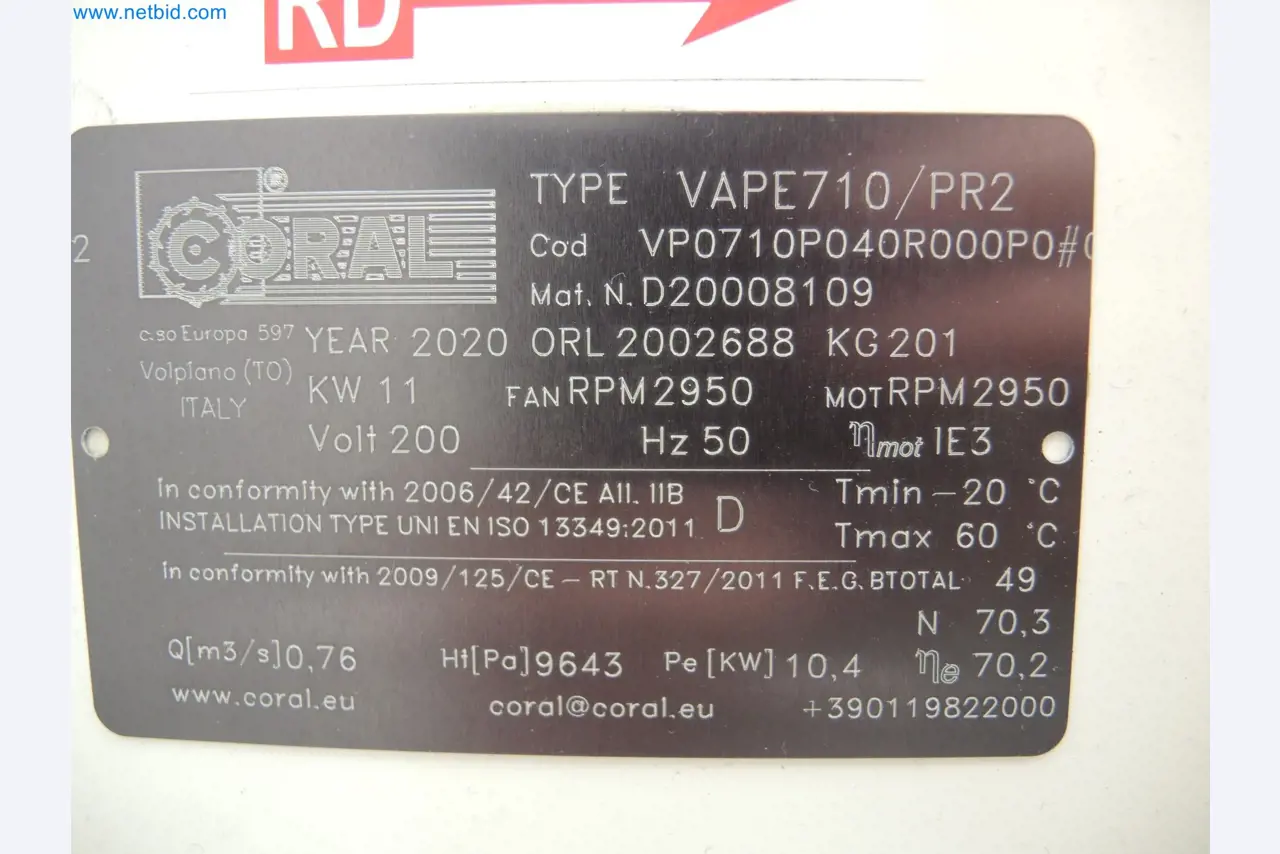 www.netbid.com
RD
2
CORAL
c.so Europa 597
Volpiano (TO)
ITALY
TYPE VAPE710/PR2
Cod VP0710P040R000P0#0
Mat. N. D20008109
YEAR 2020 ORL 2002688 KG 201
KW 11 FAN RPM 2950 MOT RPM 2950
Volt 200 Hz 50 ηmot IE3
In conformity with 2006/42/CE All. IIB
INSTALLATION TYPE UNI EN ISO 13349:2011 D
Tmin -20 °C
Tmax 60 °C
In conformity with 2009/125/CE - RT N.327/2011 F.E.G. BTOTAL 49
N 70,3
Q[m3/s]0,76 Ht[Pa]9643 Pe [KW] 10,4 ηe 70,2
www.coral.eu coral@coral.eu +390119822000